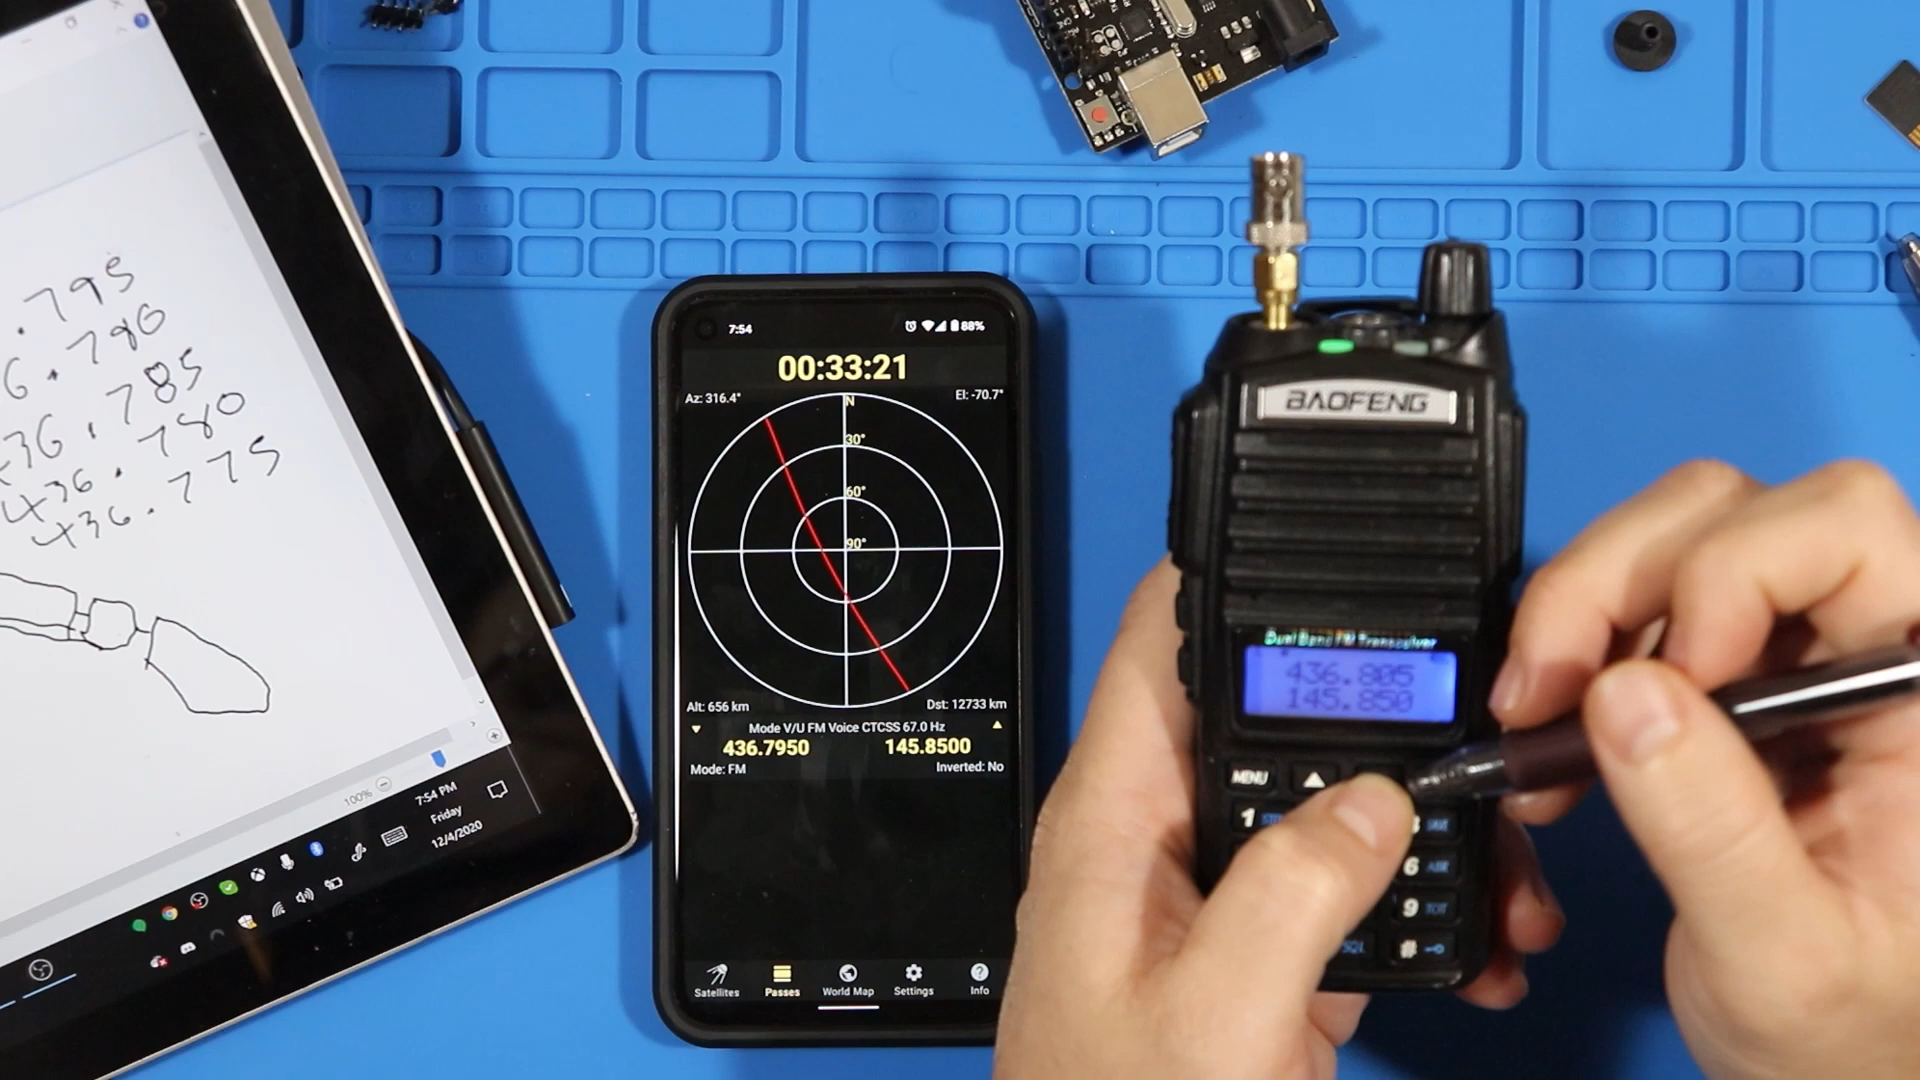 .795
6.790
436.785
436.780
436.775
100%
7:54 PM
Friday
12/4/2020
7:54
88%
00:33:21
Az: 316.4°
El: -70.7°
N
30°
60°
90°
Alt: 656 km
Dst: 12733 km
Mode V/U FM Voice CTCSS 67.0 Hz
436.7950
145.8500
Mode: FM
Inverted: No
Satellites
Passes
World Map
Settings
Info
BAOFENG
Dual Band FM Transceiver
436.805
145.850
MENU
1
6
9
SQL
#